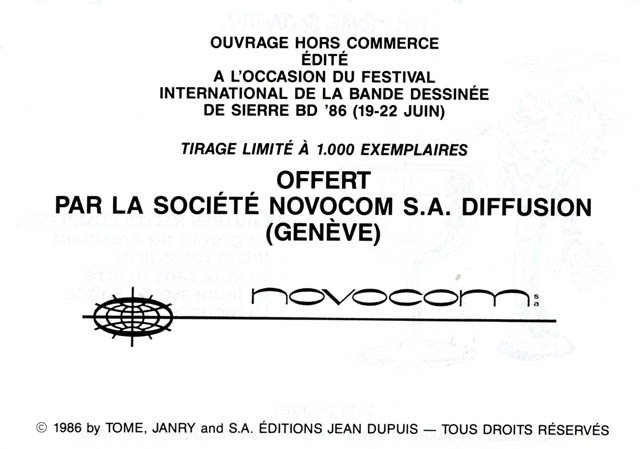 OUVRAGE HORS COMMERCE
ÉDITÉ
A L'OCCASION DU FESTIVAL
INTERNATIONAL DE LA BANDE DESSINÉE
DE SIERRE BD '86 (19-22 JUIN)
TIRAGE LIMITÉ À 1.000 EXEMPLAIRES
OFFERT
PAR LA SOCIÉTÉ NOVOCOM S.A. DIFFUSION
(GENÈVE)
novocom sa
© 1986 by TOME, JANRY and S.A. ÉDITIONS JEAN DUPUIS — TOUS DROITS RÉSERVÉS